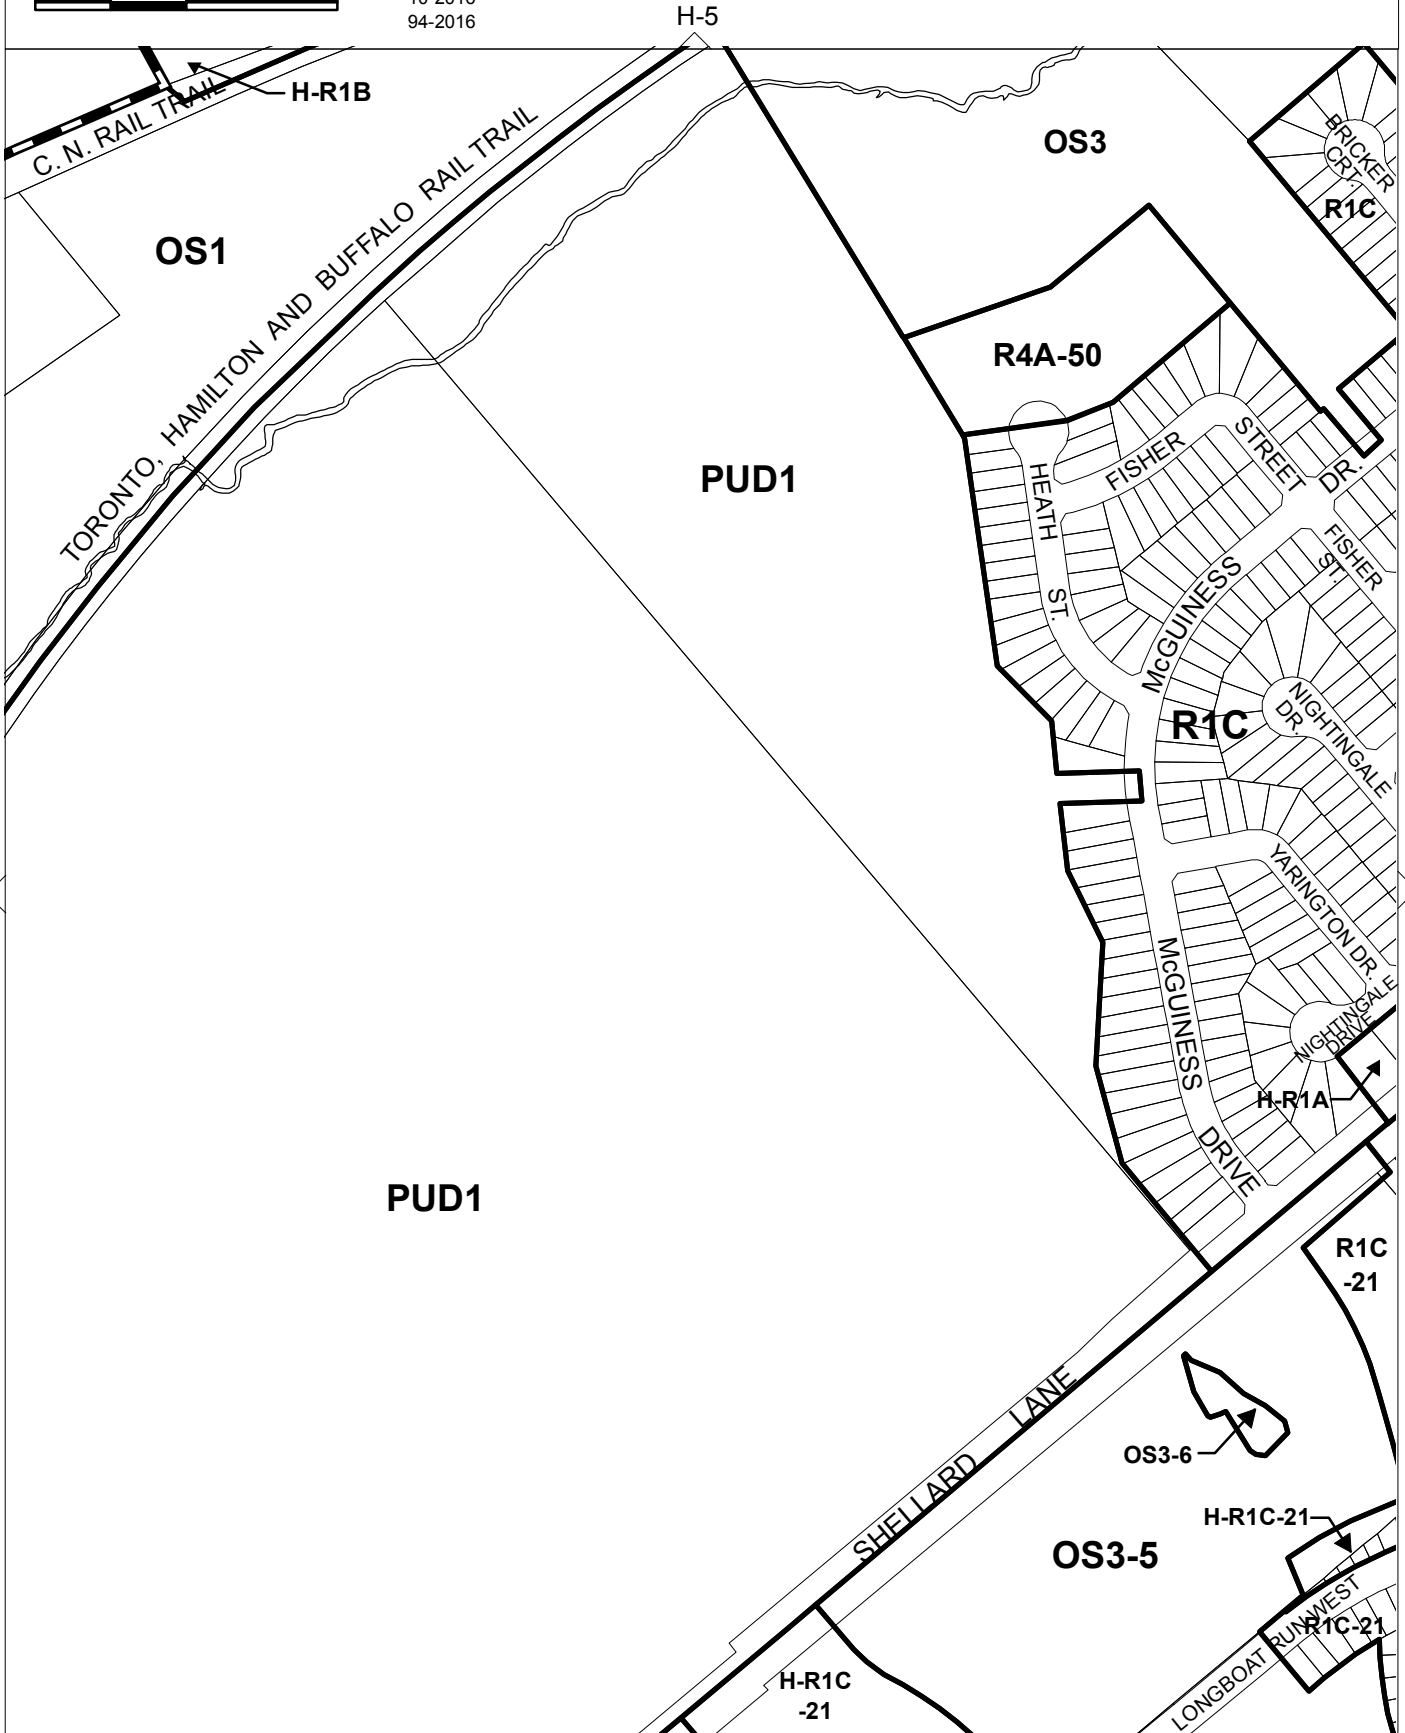 94-2016
H-5
H-R1B
C. N. RAIL TRAIL
TORONTO, HAMILTON AND BUFFALO RAIL TRAIL
OS1
OS3
BRICKER
CRT.
R1C
R4A-50
PUD1
HEATH ST.
FISHER STREET
McGUINESS DR.
FISHER
ST.
R1C
NIGHTINGALE
DR.
YARINGTON DR.
McGUINESS DRIVE
NIGHTINGALE
DRIVE
H-R1A
PUD1
R1C
-21
SHELLARD LANE
OS3-6
H-R1C-21
OS3-5
LONGBOAT RUN WEST
R1C-21
H-R1C
-21